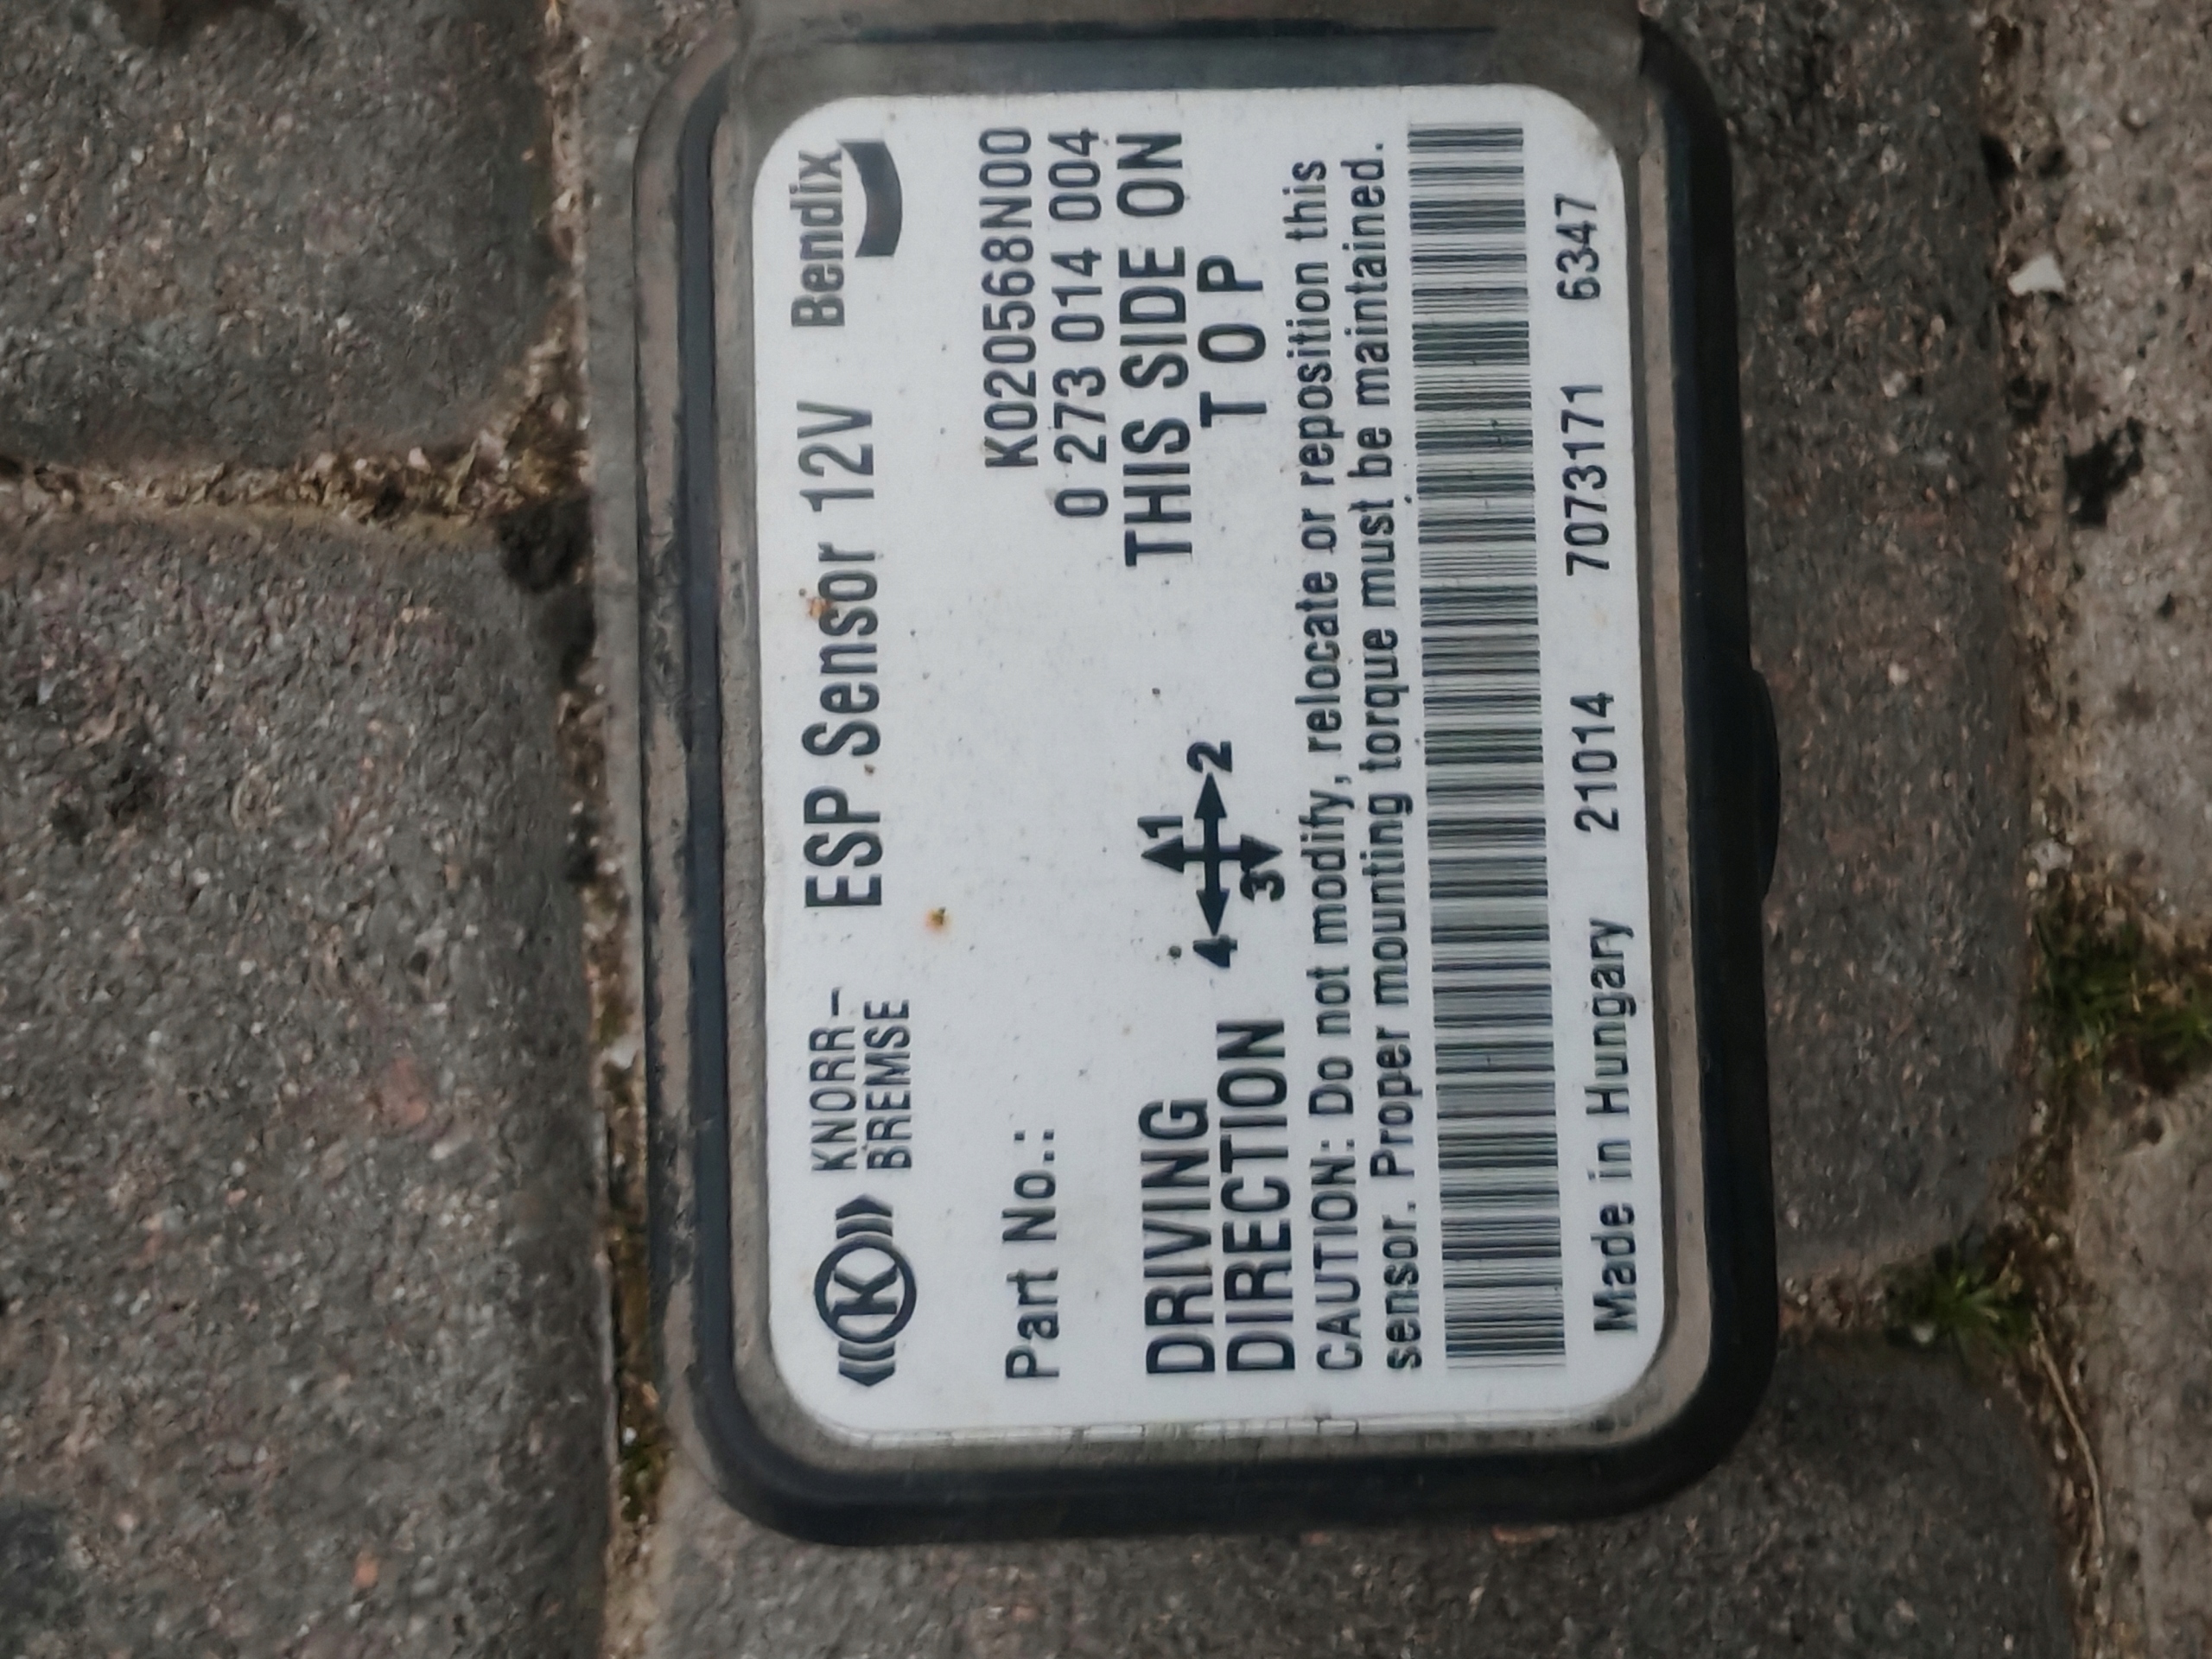 K KNORR-
BREMSE
ESP Sensor 12V
Bendix
Part No.:
K020568N00
0 273 014 004
DRIVING
DIRECTION
1
4 2
3
THIS SIDE ON
TOP
CAUTION: Do not modify, relocate or reposition this
sensor. Proper mounting torque must be maintained.
Made in Hungary 21014 7073171 6347